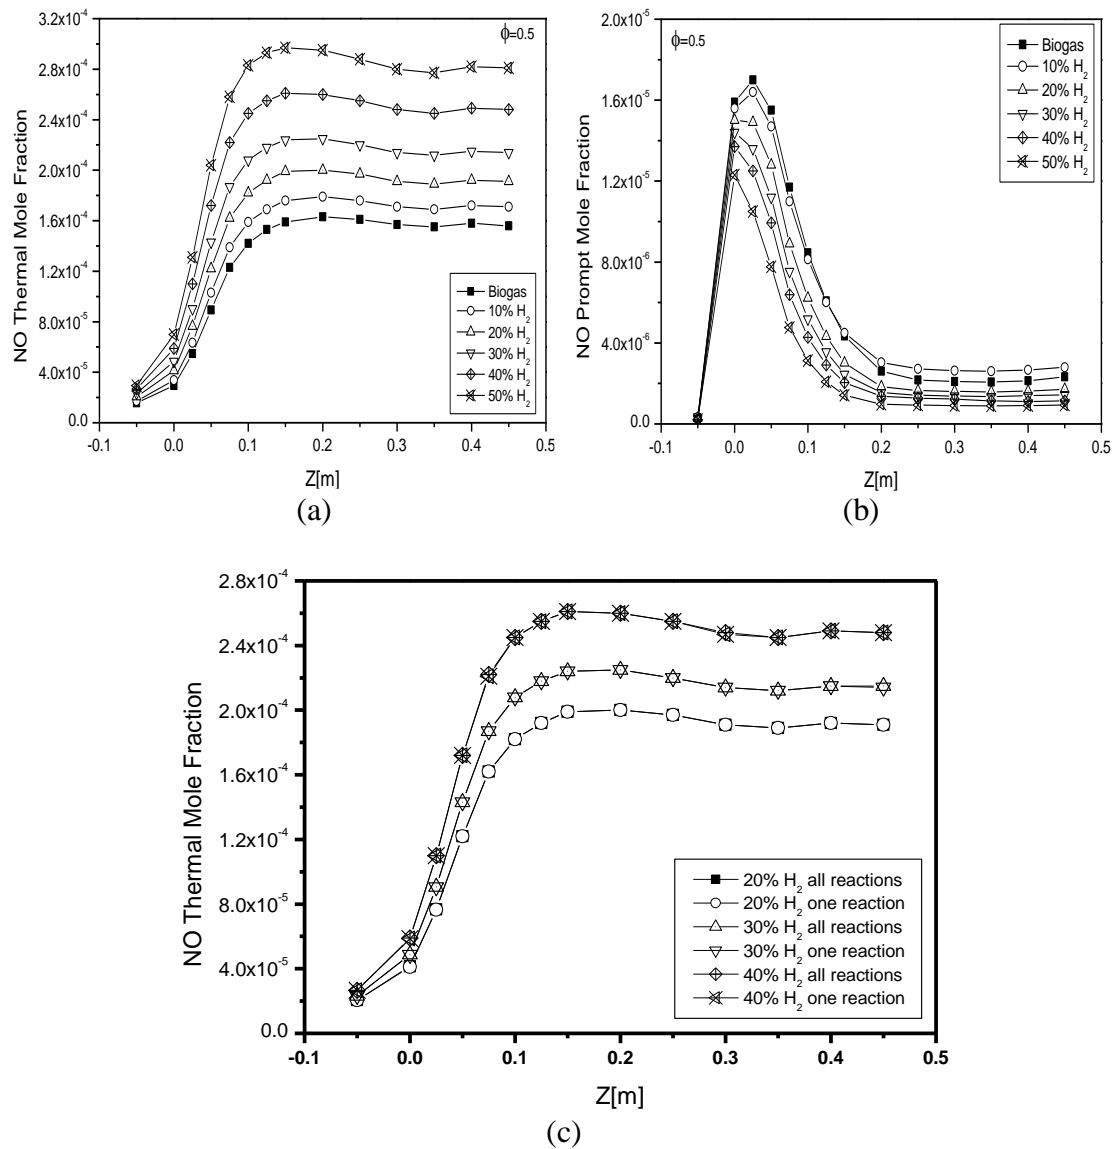 NO Thermal Mole Fraction
3.2x10⁻⁴
2.8x10⁻⁴
2.4x10⁻⁴
2.0x10⁻⁴
1.6x10⁻⁴
1.2x10⁻⁴
8.0x10⁻⁵
4.0x10⁻⁵
0.0
ϕ=0.5
Biogas
10% H₂
20% H₂
30% H₂
40% H₂
50% H₂
-0.1 0.0 0.1 0.2 0.3 0.4 0.5
Z[m]
(a)
NO Prompt Mole Fraction
2.0x10⁻⁵
1.6x10⁻⁵
1.2x10⁻⁵
8.0x10⁻⁶
4.0x10⁻⁶
0.0
ϕ=0.5
Biogas
10% H₂
20% H₂
30% H₂
40% H₂
50% H₂
-0.1 0.0 0.1 0.2 0.3 0.4 0.5
Z[m]
(b)
NO Thermal Mole Fraction
2.8x10⁻⁴
2.4x10⁻⁴
2.0x10⁻⁴
1.6x10⁻⁴
1.2x10⁻⁴
8.0x10⁻⁵
4.0x10⁻⁵
0.0
20% H₂ all reactions
20% H₂ one reaction
30% H₂ all reactions
30% H₂ one reaction
40% H₂ all reactions
40% H₂ one reaction
-0.1 0.0 0.1 0.2 0.3 0.4 0.5
Z[m]
(c)